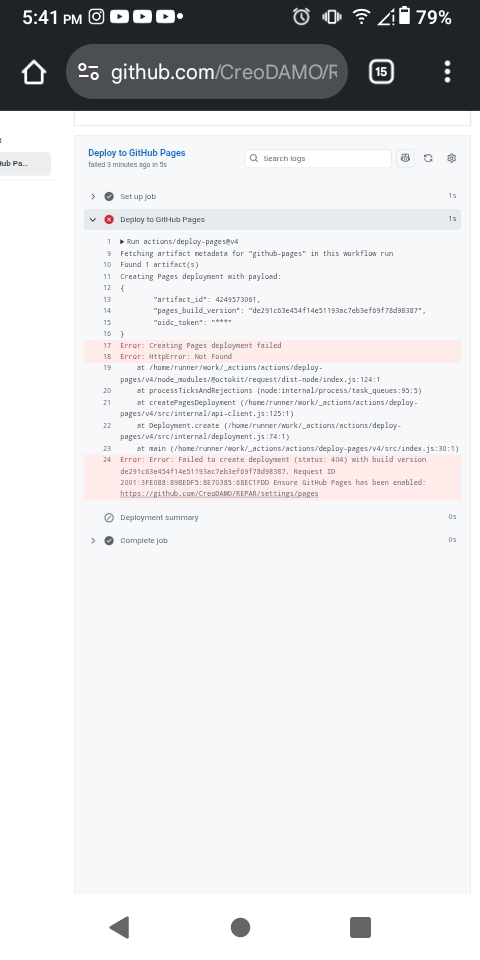 5:41 PM
79%
github.com/CreoDAMO/R
15
Hub Pa...
Deploy to GitHub Pages
failed 3 minutes ago in 5s
Search logs
Set up job
1s
Deploy to GitHub Pages
1s
1 ▶ Run actions/deploy-pages@v4
9 Fetching artifact metadata for "github-pages" in this workflow run
10 Found 1 artifact(s)
11 Creating Pages deployment with payload:
12 {
13 "artifact_id": 4249573061,
14 "pages_build_version": "de291c63e454f14e51193ac7eb3ef69f78d98387",
15 "oidc_token": "***"
16 }
17 Error: Creating Pages deployment failed
18 Error: HttpError: Not Found
19 at /home/runner/work/_actions/actions/deploy-
pages/v4/node_modules/@octokit/request/dist-node/index.js:124:1
20 at processTicksAndRejections (node:internal/process/task_queues:95:5)
21 at createPagesDeployment (/home/runner/work/_actions/actions/deploy-
pages/v4/src/internal/api-client.js:125:1)
22 at Deployment.create (/home/runner/work/_actions/actions/deploy-
pages/v4/src/internal/deployment.js:74:1)
23 at main (/home/runner/work/_actions/actions/deploy-pages/v4/src/index.js:30:1)
24 Error: Error: Failed to create deployment (status: 404) with build version
de291c63e454f14e51193ac7eb3ef69f78d98387. Request ID
2001:3FE088:89BEDF5:8E70385:68EC1FDD Ensure GitHub Pages has been enabled:
https://github.com/CreoDAMO/REPAR/settings/pages
Deployment summary
0s
Complete job
0s